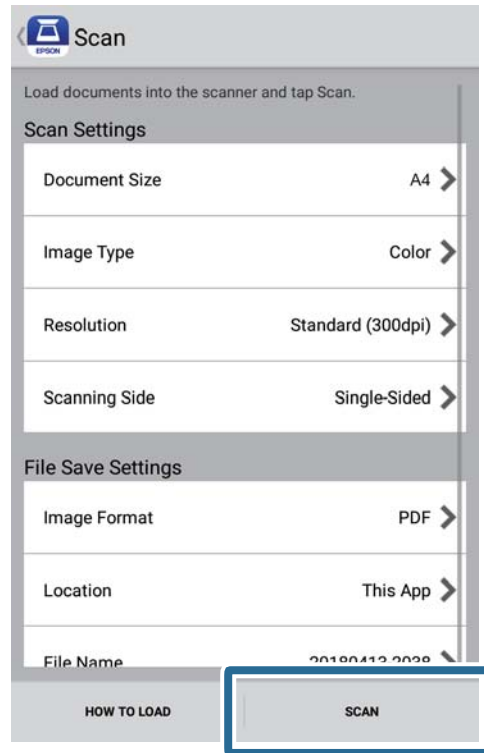 EPSON
Scan
Load documents into the scanner and tap Scan.
Scan Settings
Document Size A4
Image Type Color
Resolution Standard (300dpi)
Scanning Side Single-Sided
File Save Settings
Image Format PDF
Location This App
File Name 20180413 2038
HOW TO LOAD SCAN